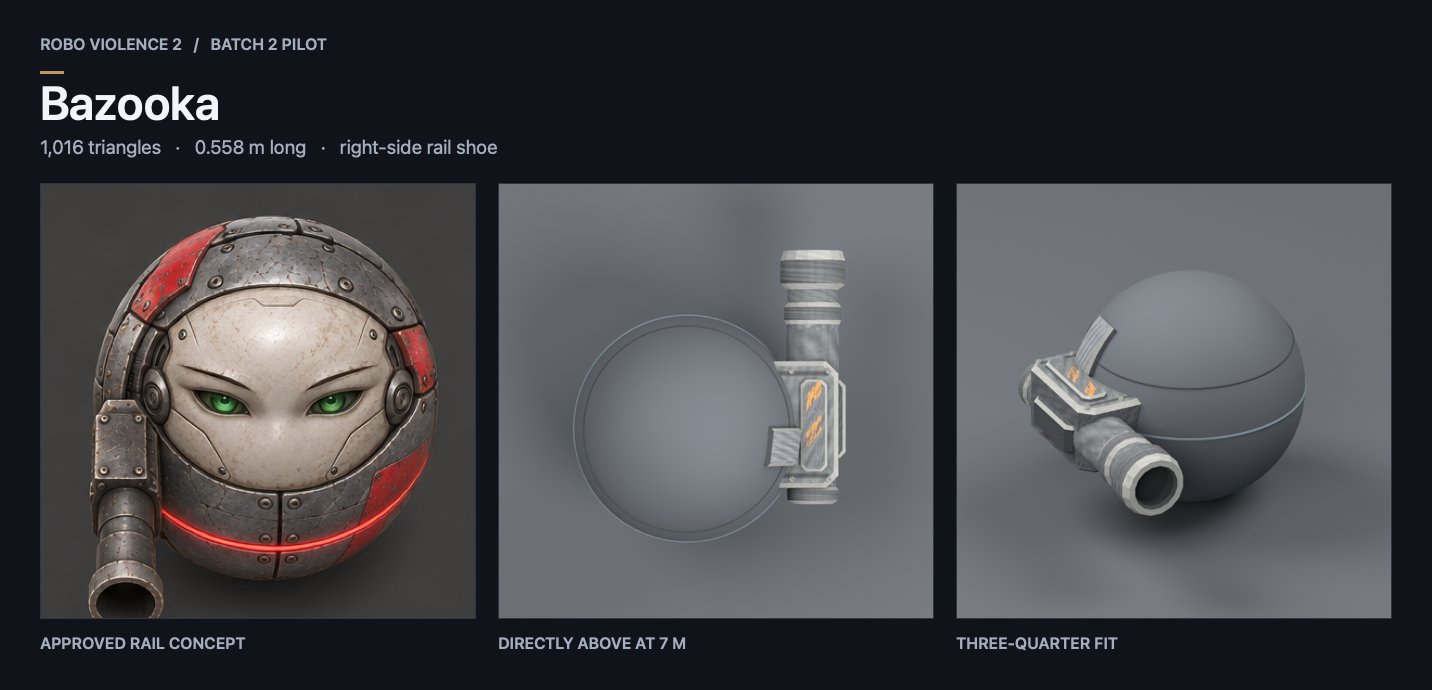 ROBO VIOLENCE 2 / BATCH 2 PILOT
Bazooka
1,016 triangles · 0.558 m long · right-side rail shoe
APPROVED RAIL CONCEPT
DIRECTLY ABOVE AT 7 M
THREE-QUARTER FIT